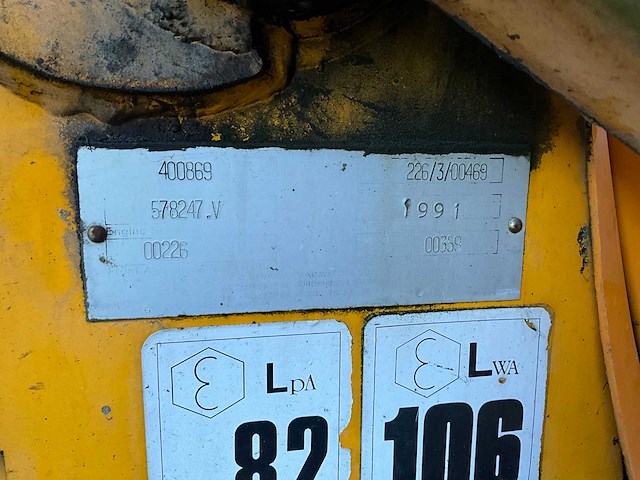 400869 226/3/00469
578247.V 1991
Engine
00226 00359
LpA LWA
82 106